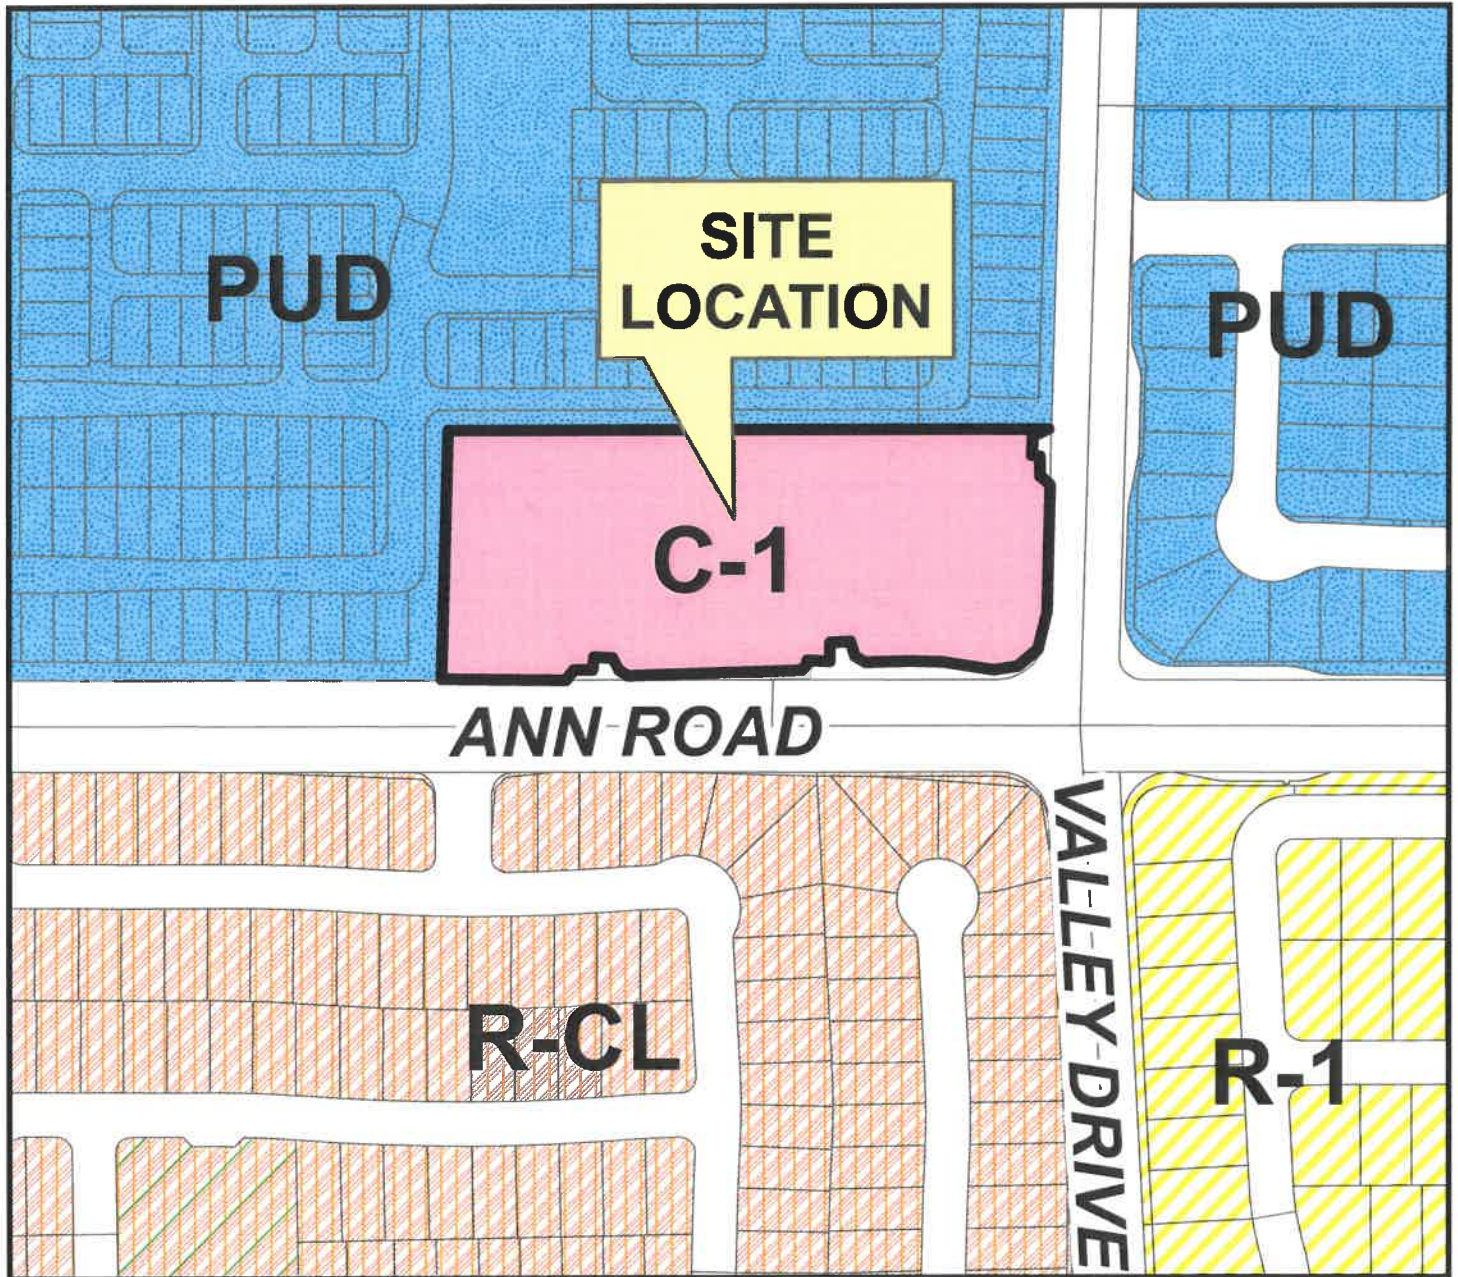 SITE
LOCATION
PUD
PUD
C-1
ANN ROAD
VALLEY DRIVE
R-CL
R-1